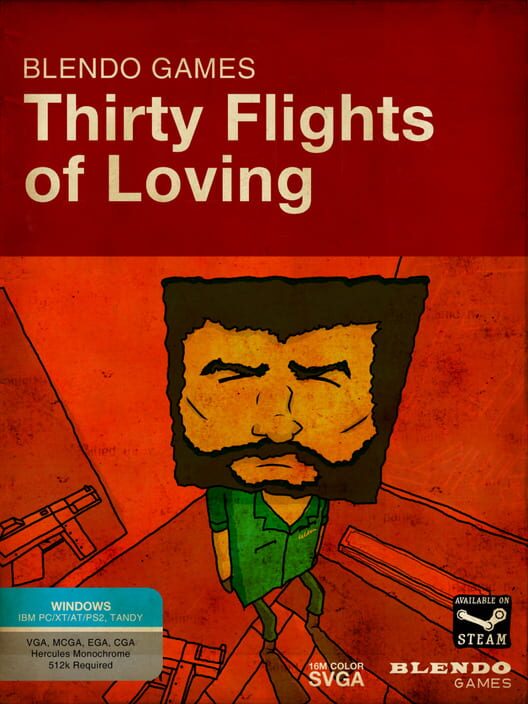 BLENDO GAMES
Thirty Flights
of Loving
WINDOWS
IBM PC/XT/AT/PS2, TANDY
VGA, MCGA, EGA, CGA
Hercules Monochrome
512k Required
16M COLOR
SVGA
AVAILABLE ON
STEAM
BLENDO
GAMES